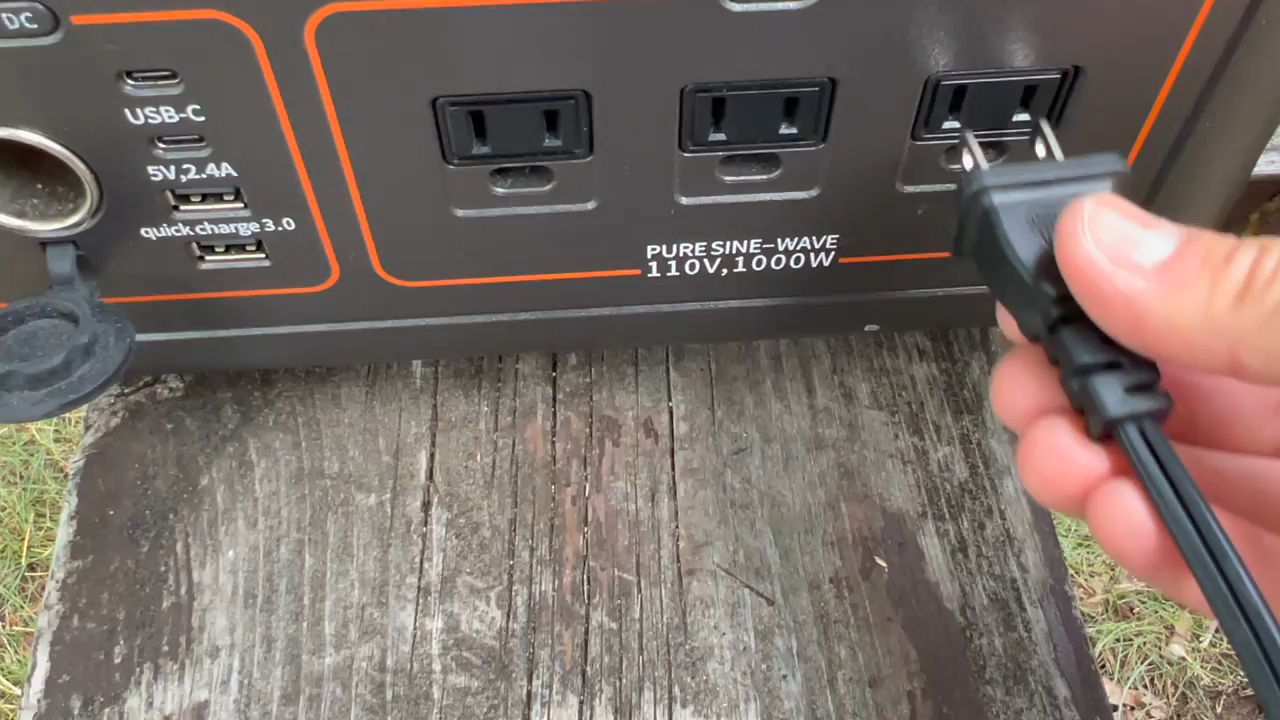 DC
USB-C
5V,2.4A
quick charge 3.0
PURE SINE-WAVE
110V,1000W